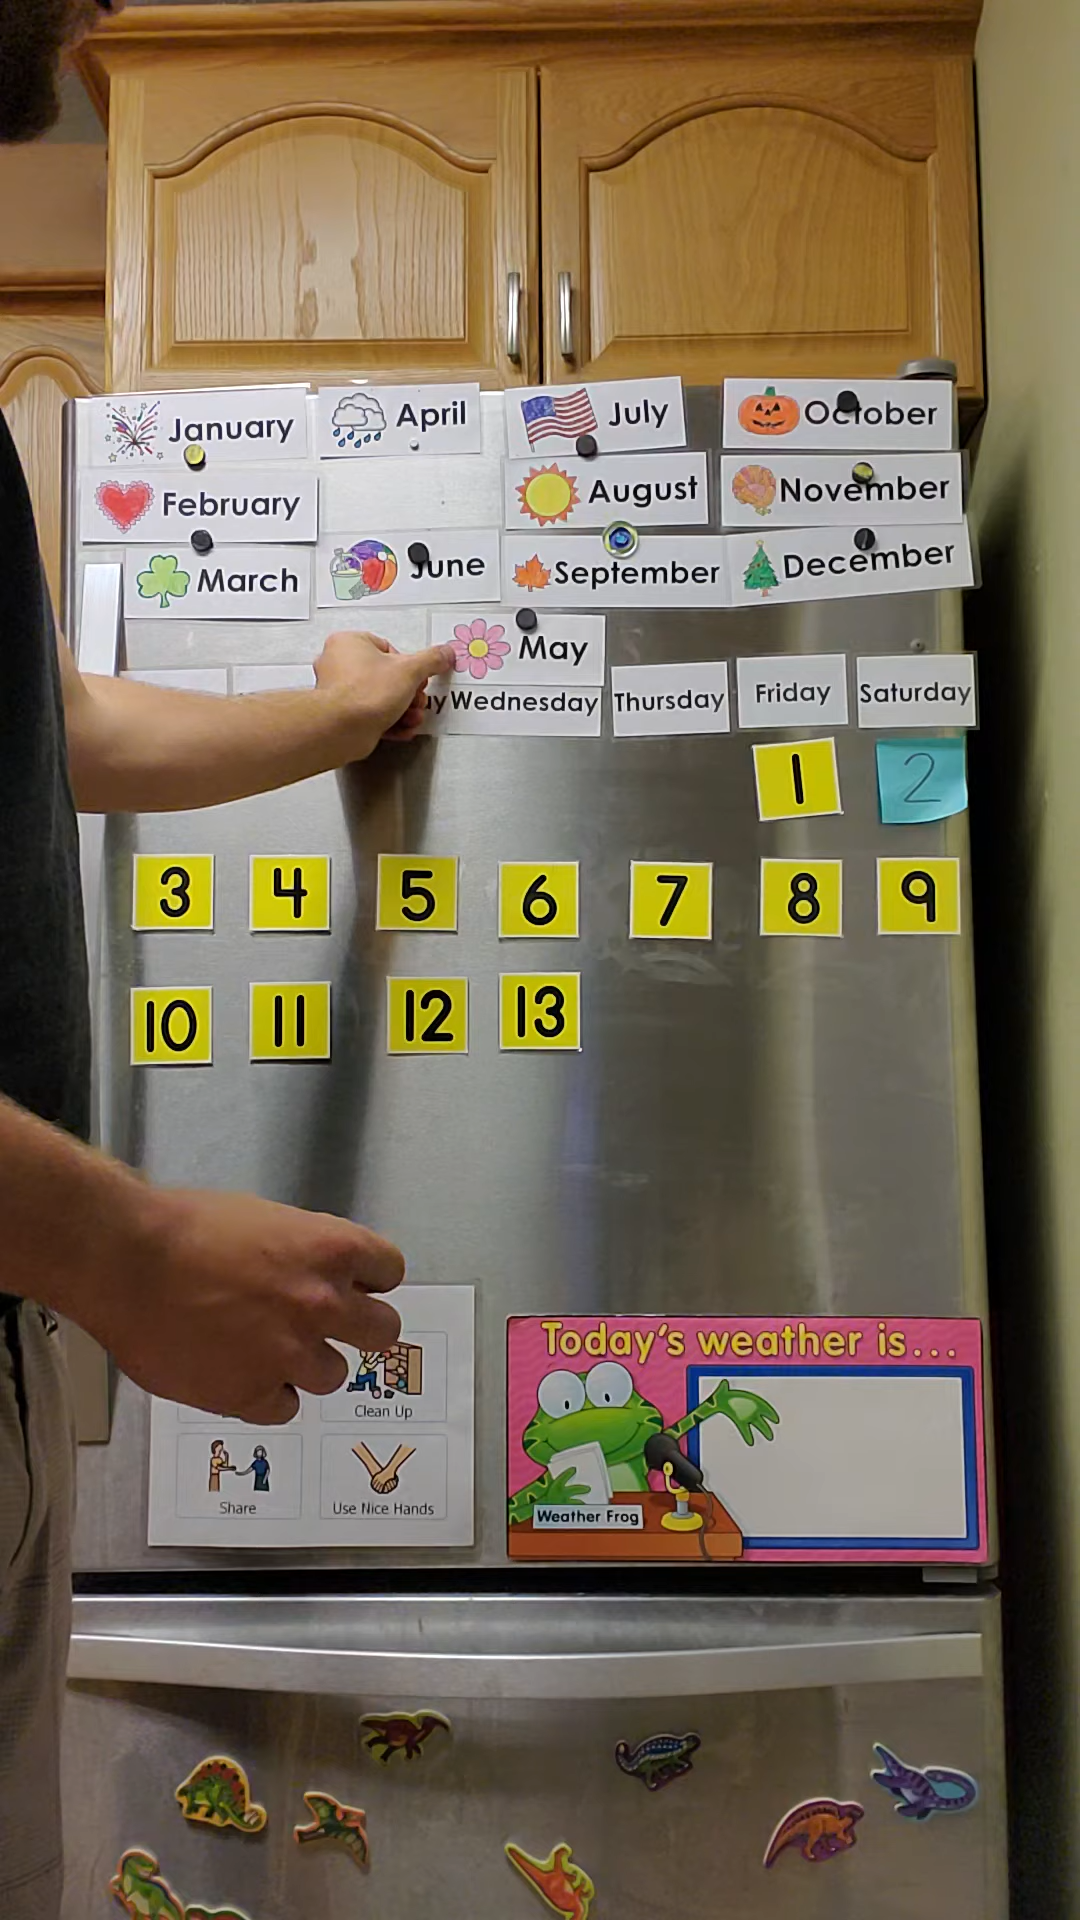 January
April
July
October
February
August
November
March
June
September
December
May
ay
Wednesday
Thursday
Friday
Saturday
1
2
3
4
5
6
7
8
9
10
11
12
13
Today's weather is...
Weather Frog
Clean Up
Share
Use Nice Hands